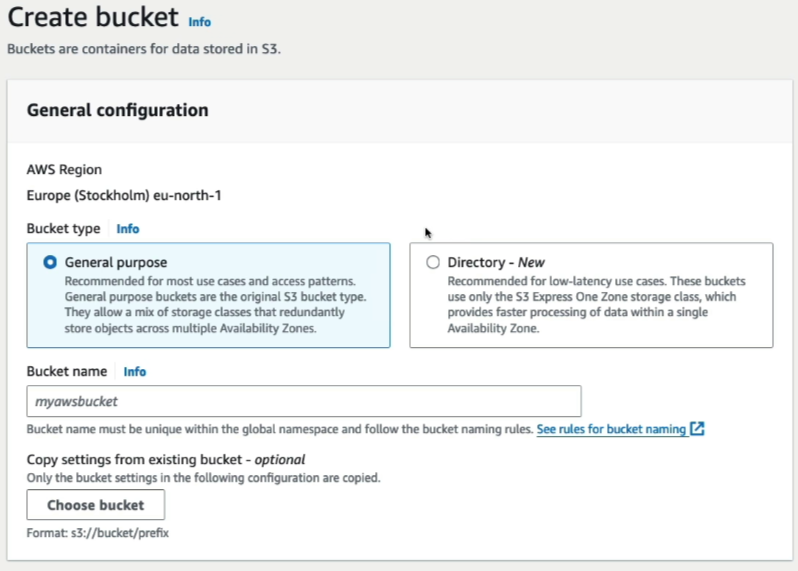 Create bucket Info
Buckets are containers for data stored in S3.
General configuration
AWS Region
Europe (Stockholm) eu-north-1
Bucket type Info
General purpose
Recommended for most use cases and access patterns.
General purpose buckets are the original S3 bucket type.
They allow a mix of storage classes that redundantly
store objects across multiple Availability Zones.
Directory - New
Recommended for low-latency use cases. These buckets
use only the S3 Express One Zone storage class, which
provides faster processing of data within a single
Availability Zone.
Bucket name Info
myawsbucket
Bucket name must be unique within the global namespace and follow the bucket naming rules. See rules for bucket naming
Copy settings from existing bucket - optional
Only the bucket settings in the following configuration are copied.
Choose bucket
Format: s3://bucket/prefix